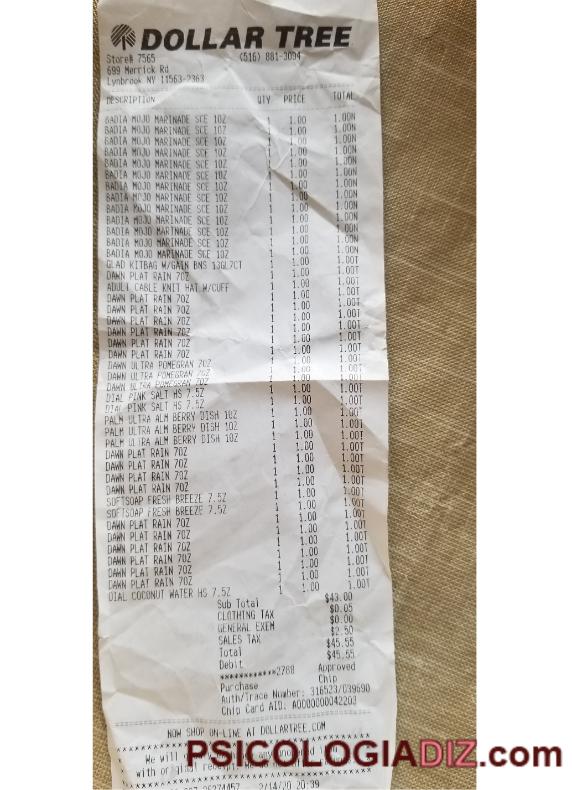 DOLLAR TREE
Store# 7565 (516) 881-3094
699 Merrick Rd
Lynbrook NY 11563-2363
DESCRIPTION QTY PRICE TOTAL
BADIA MOJO MARINADE SCE 10Z 1 1.00 1.00N
BADIA MOJO MARINADE SCE 10Z 1 1.00 1.00N
BADIA MOJO MARINADE SCE 10Z 1 1.00 1.00N
BADIA MOJO MARINADE SCE 10Z 1 1.00 1.00N
BADIA MOJO MARINADE SCE 10Z 1 1.00 1.00N
BADIA MOJO MARINADE SCE 10Z 1 1.00 1.00N
BADIA MOJO MARINADE SCE 10Z 1 1.00 1.00N
BADIA MOJO MARINADE SCE 10Z 1 1.00 1.00N
BADIA MOJO MARINADE SCE 10Z 1 1.00 1.00N
BADIA MOJO MARINADE SCE 10Z 1 1.00 1.00N
BADIA MOJO MARINADE SCE 10Z 1 1.00 1.00N
BADIA MOJO MARINADE SCE 10Z 1 1.00 1.00N
BADIA MOJO MARINADE SCE 10Z 1 1.00 1.00N
GLAD KITBAG W/GAIN BNS 13GL7CT 1 1.00 1.00T
DAWN PLAT RAIN 7OZ 1 1.00 1.00T
ADULT CABLE KNIT HAT W/CUFF 1 1.00 1.00T
DAWN PLAT RAIN 7OZ 1 1.00 1.00T
DAWN PLAT RAIN 7OZ 1 1.00 1.00T
DAWN PLAT RAIN 7OZ 1 1.00 1.00T
DAWN PLAT RAIN 7OZ 1 1.00 1.00T
DAWN PLAT RAIN 7OZ 1 1.00 1.00T
DAWN PLAT RAIN 7OZ 1 1.00 1.00T
DAWN ULTRA POMEGRAN 7OZ 1 1.00 1.00T
DAWN ULTRA POMEGRAN 7OZ 1 1.00 1.00T
DAWN ULTRA POMEGRAN 7OZ 1 1.00 1.00T
DIAL PINK SALT HS 7.5Z 1 1.00 1.00T
DIAL PINK SALT HS 7.5Z 1 1.00 1.00T
PALM ULTRA ALM BERRY DISH 10Z 1 1.00 1.00T
PALM ULTRA ALM BERRY DISH 10Z 1 1.00 1.00T
PALM ULTRA ALM BERRY DISH 10Z 1 1.00 1.00T
DAWN PLAT RAIN 7OZ 1 1.00 1.00T
DAWN PLAT RAIN 7OZ 1 1.00 1.00T
DAWN PLAT RAIN 7OZ 1 1.00 1.00T
DAWN PLAT RAIN 7OZ 1 1.00 1.00T
SOFTSOAP FRESH BREEZE 7.5Z 1 1.00 1.00T
SOFTSOAP FRESH BREEZE 7.5Z 1 1.00 1.00T
DAWN PLAT RAIN 7OZ 1 1.00 1.00T
DAWN PLAT RAIN 7OZ 1 1.00 1.00T
DAWN PLAT RAIN 7OZ 1 1.00 1.00T
DAWN PLAT RAIN 7OZ 1 1.00 1.00T
DAWN PLAT RAIN 7OZ 1 1.00 1.00T
DAWN PLAT RAIN 7OZ 1 1.00 1.00T
DIAL COCONUT WATER HS 7.5Z 1 1.00 1.00T
Sub Total $43.00
CLOTHING TAX $0.05
GENERAL EXEM $0.00
SALES TAX $2.50
Total $45.55
Debit $45.55
************2788 Approved
Purchase Chip
Auth/Trace Number: 316523/039690
Chip Card AID: A0000000042203
NOW SHOP ON-LINE AT DOLLARTREE.COM
We will
with original receipt.
2/14/20 20:39
PSICOLOGIADIZ.com